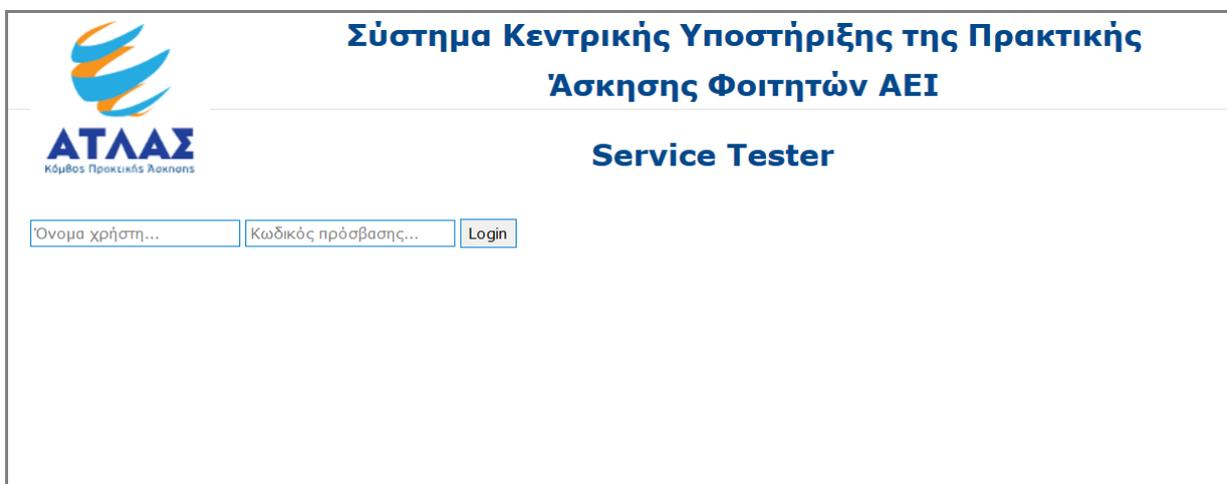 Σύστημα Κεντρικής Υποστήριξης της Πρακτικής
Άσκησης Φοιτητών ΑΕΙ
ΑΤΛΑΣ
Κόμβος Πρακτικής Άσκησης
Service Tester
Όνομα χρήστη... Κωδικός πρόσβασης... Login